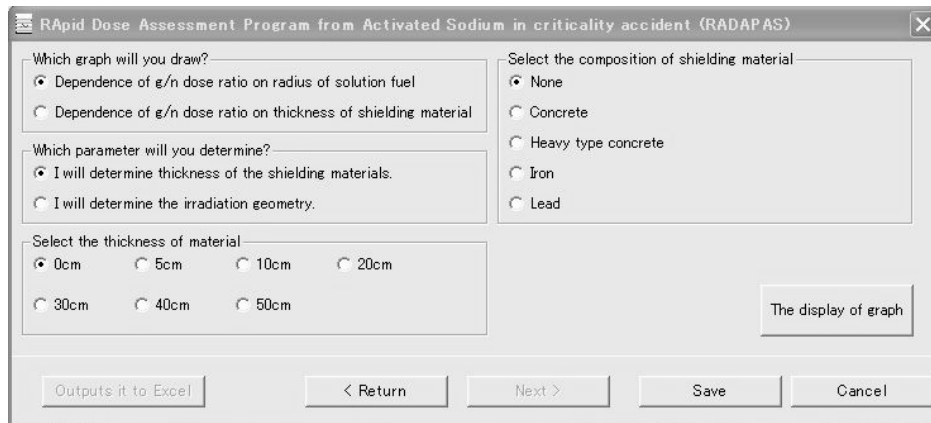 RApid Dose Assessment Program from Activated Sodium in criticality accident (RADAPAS)
Which graph will you draw?
Dependence of g/n dose ratio on radius of solution fuel
Dependence of g/n dose ratio on thickness of shielding material
Which parameter will you determine?
I will determine thickness of the shielding materials.
I will determine the irradiation geometry.
Select the thickness of material
0cm 5cm 10cm 20cm
30cm 40cm 50cm
Select the composition of shielding material
None
Concrete
Heavy type concrete
Iron
Lead
The display of graph
Outputs it to Excel < Return Next > Save Cancel